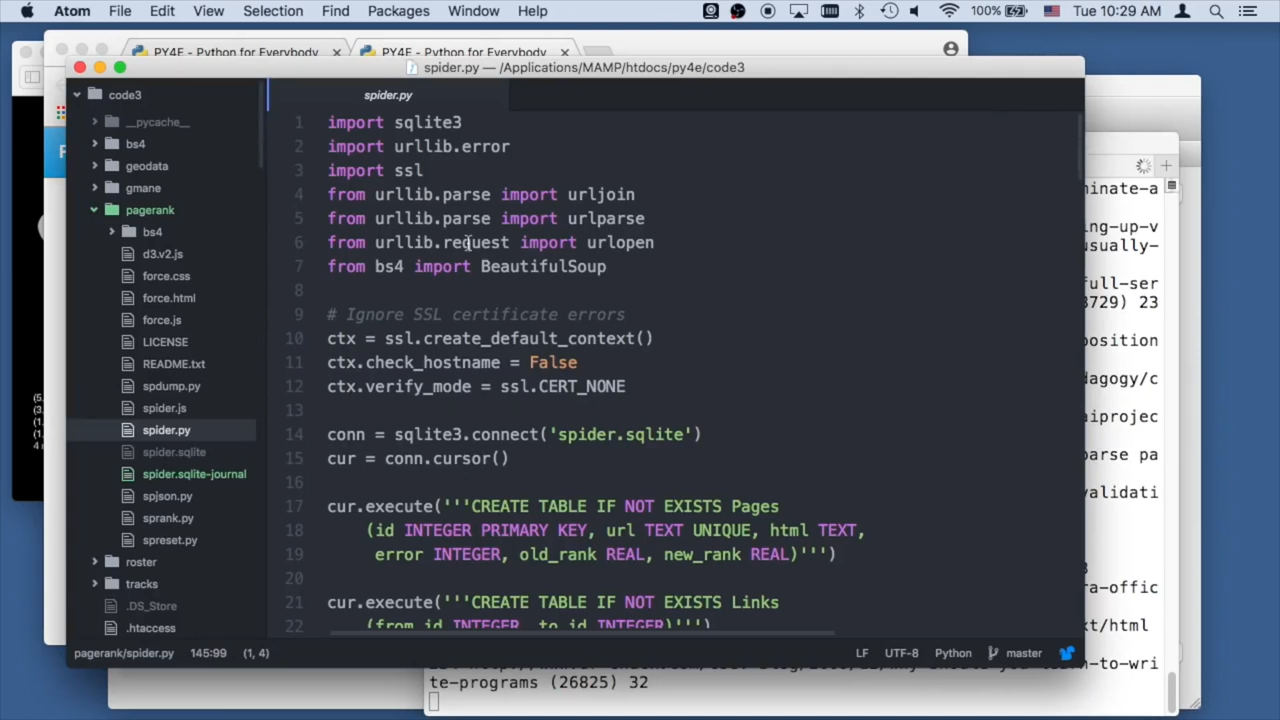 Atom File Edit View Selection Find Packages Window Help 100% Tue 10:29 AM
PY4E - Python for Everybody PY4E - Python for Everybody
spider.py — /Applications/MAMP/htdocs/py4e/code3
code3
__pycache__
bs4
geodata
gmane
pagerank
bs4
d3.v2.js
force.css
force.html
force.js
LICENSE
README.txt
spdump.py
spider.js
spider.py
spider.sqlite
spider.sqlite-journal
spjson.py
sprank.py
spreset.py
roster
tracks
.DS_Store
.htaccess
spider.py
1 import sqlite3
2 import urllib.error
3 import ssl
4 from urllib.parse import urljoin
5 from urllib.parse import urlparse
6 from urllib.request import urlopen
7 from bs4 import BeautifulSoup
8
9 # Ignore SSL certificate errors
10 ctx = ssl.create_default_context()
11 ctx.check_hostname = False
12 ctx.verify_mode = ssl.CERT_NONE
13
14 conn = sqlite3.connect('spider.sqlite')
15 cur = conn.cursor()
16
17 cur.execute('''CREATE TABLE IF NOT EXISTS Pages
18 (id INTEGER PRIMARY KEY, url TEXT UNIQUE, html TEXT,
19 error INTEGER, old_rank REAL, new_rank REAL)''')
20
21 cur.execute('''CREATE TABLE IF NOT EXISTS Links
22 (from_id INTEGER, to_id INTEGER)''')
pagerank/spider.py 145:99 (1, 4) LF UTF-8 Python master
minate-a
ng-up-v
usually-
full-ser
3729) 23
position
dagogy/c
aiprojec
parse pa
validati
ra-offic
xt/html
te-programs (26825) 32